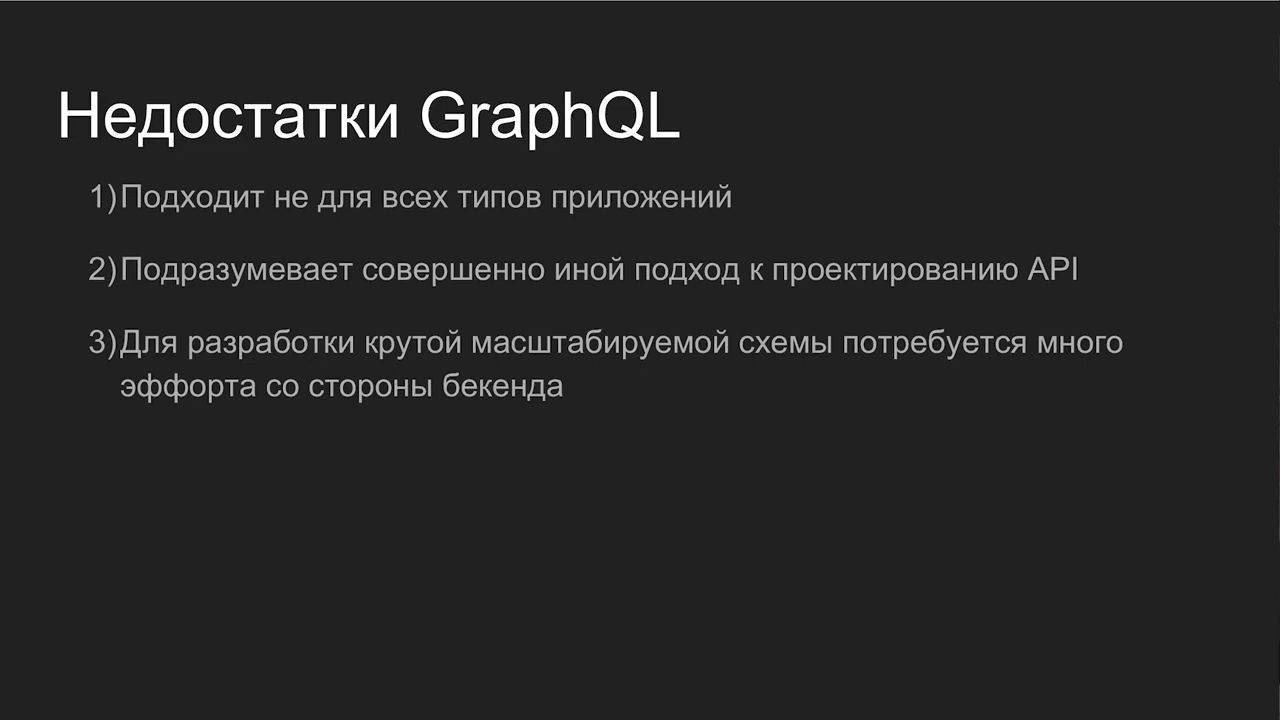 Недостатки GraphQL
1) Подходит не для всех типов приложений
2) Подразумевает совершенно иной подход к проектированию API
3) Для разработки крутой масштабируемой схемы потребуется много
эффорта со стороны бекенда